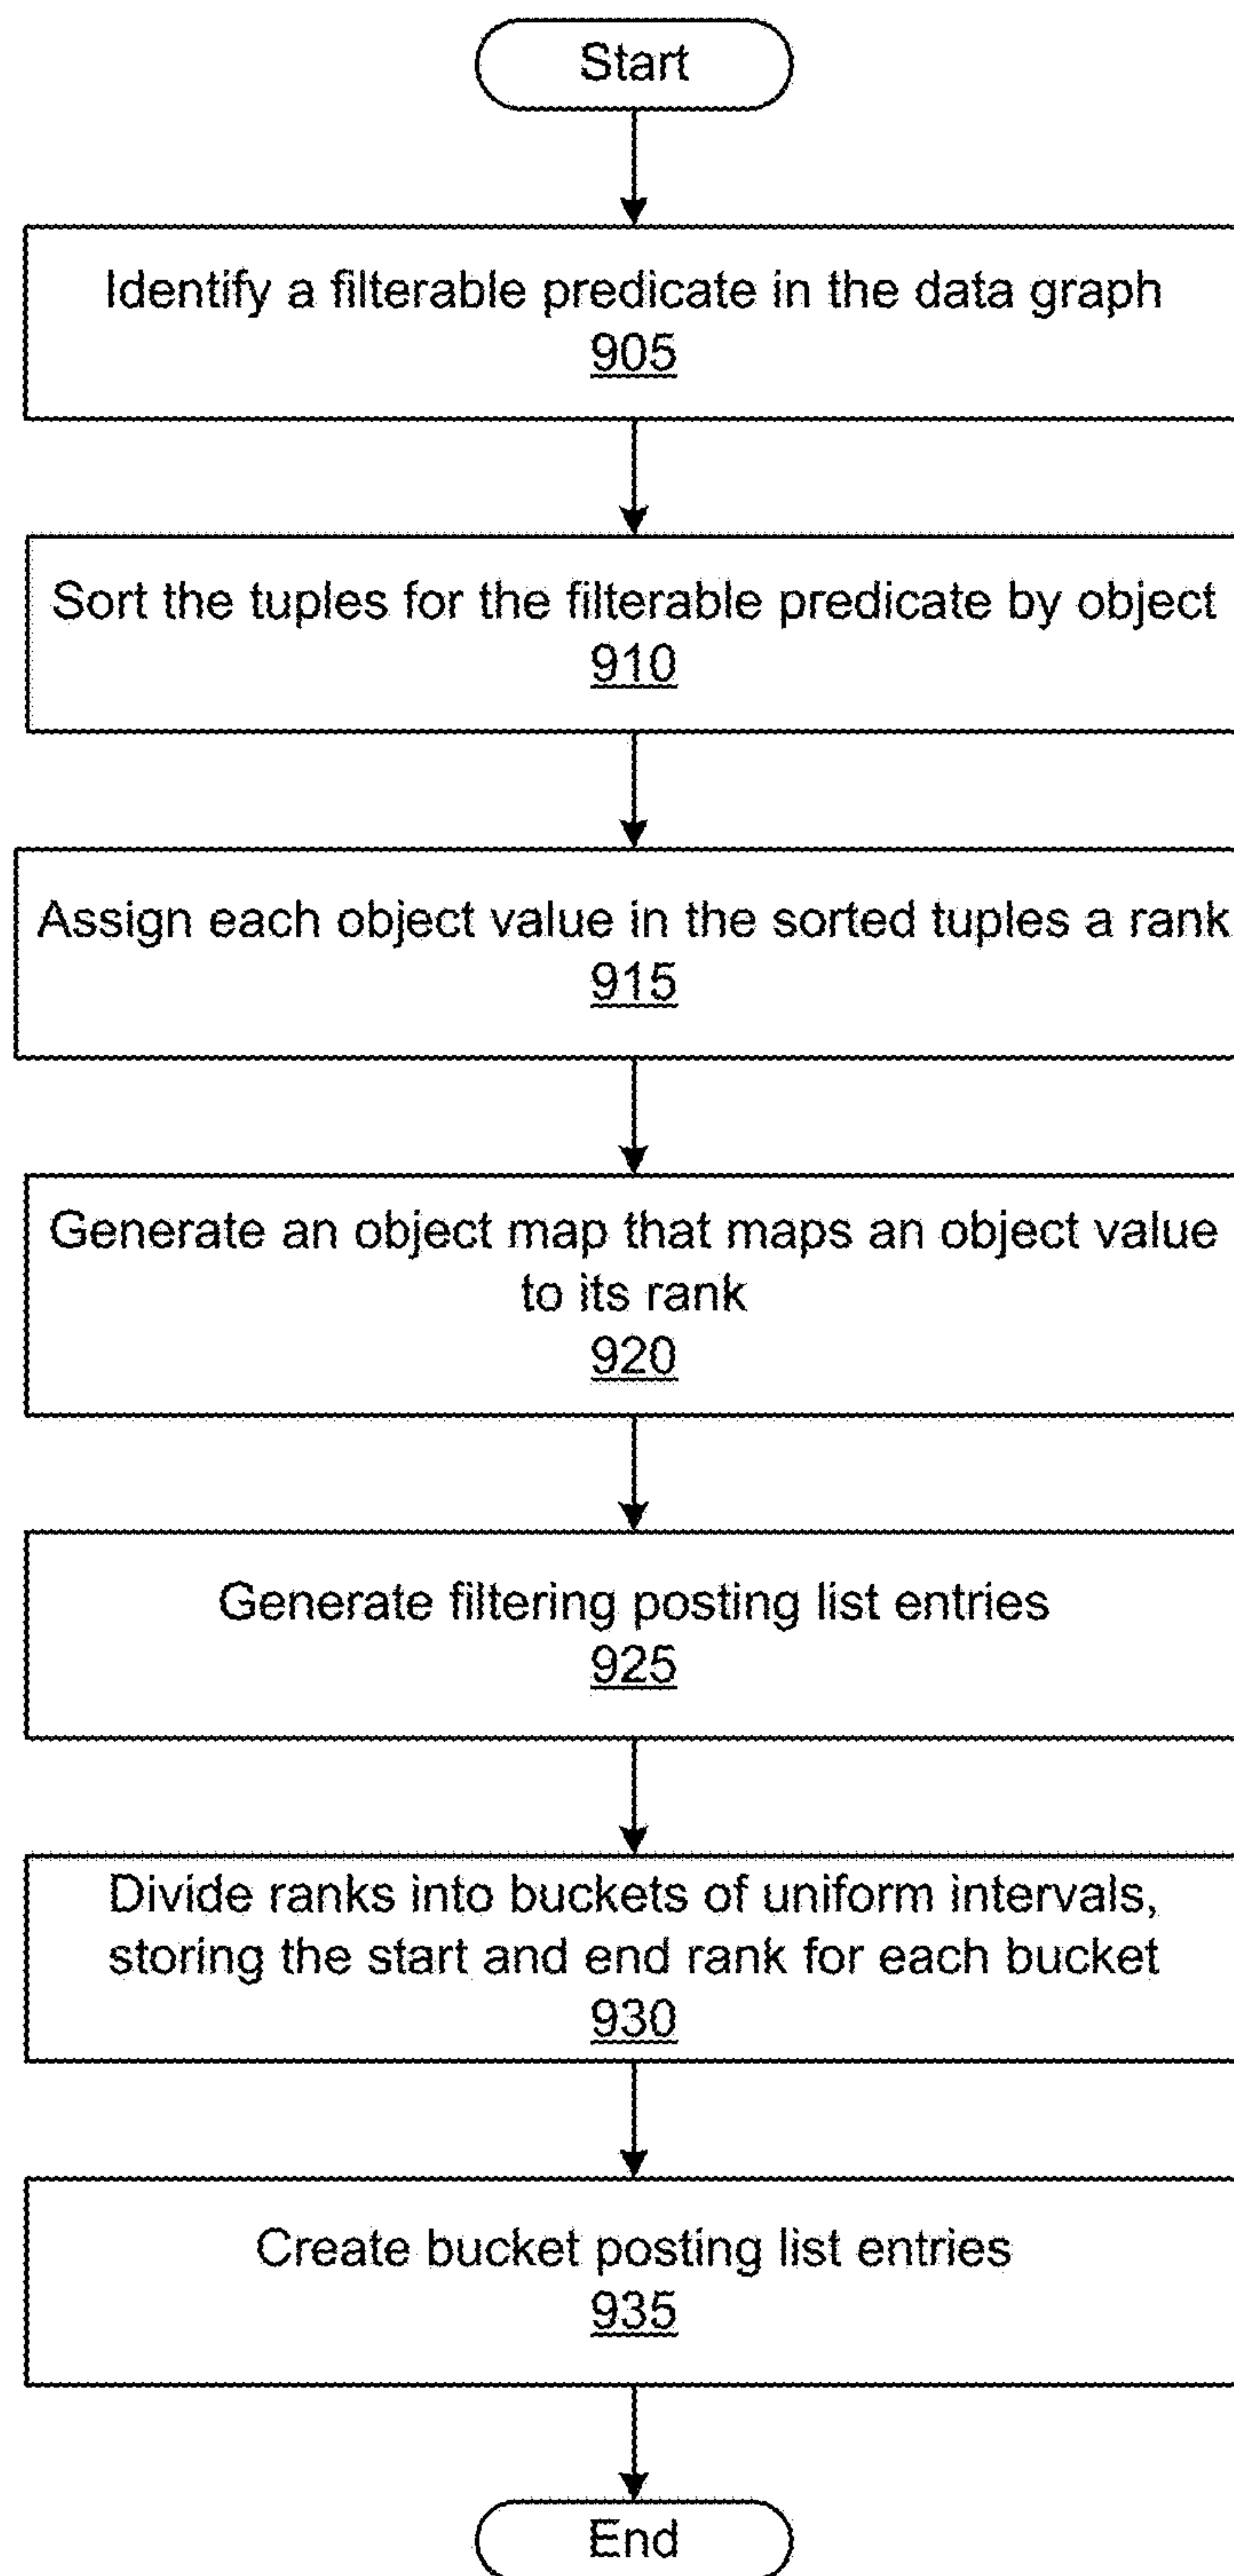 Start
Identify a filterable predicate in the data graph
905
Sort the tuples for the filterable predicate by object
910
Assign each object value in the sorted tuples a rank
915
Generate an object map that maps an object value
to its rank
920
Generate filtering posting list entries
925
Divide ranks into buckets of uniform intervals,
storing the start and end rank for each bucket
930
Create bucket posting list entries
935
End